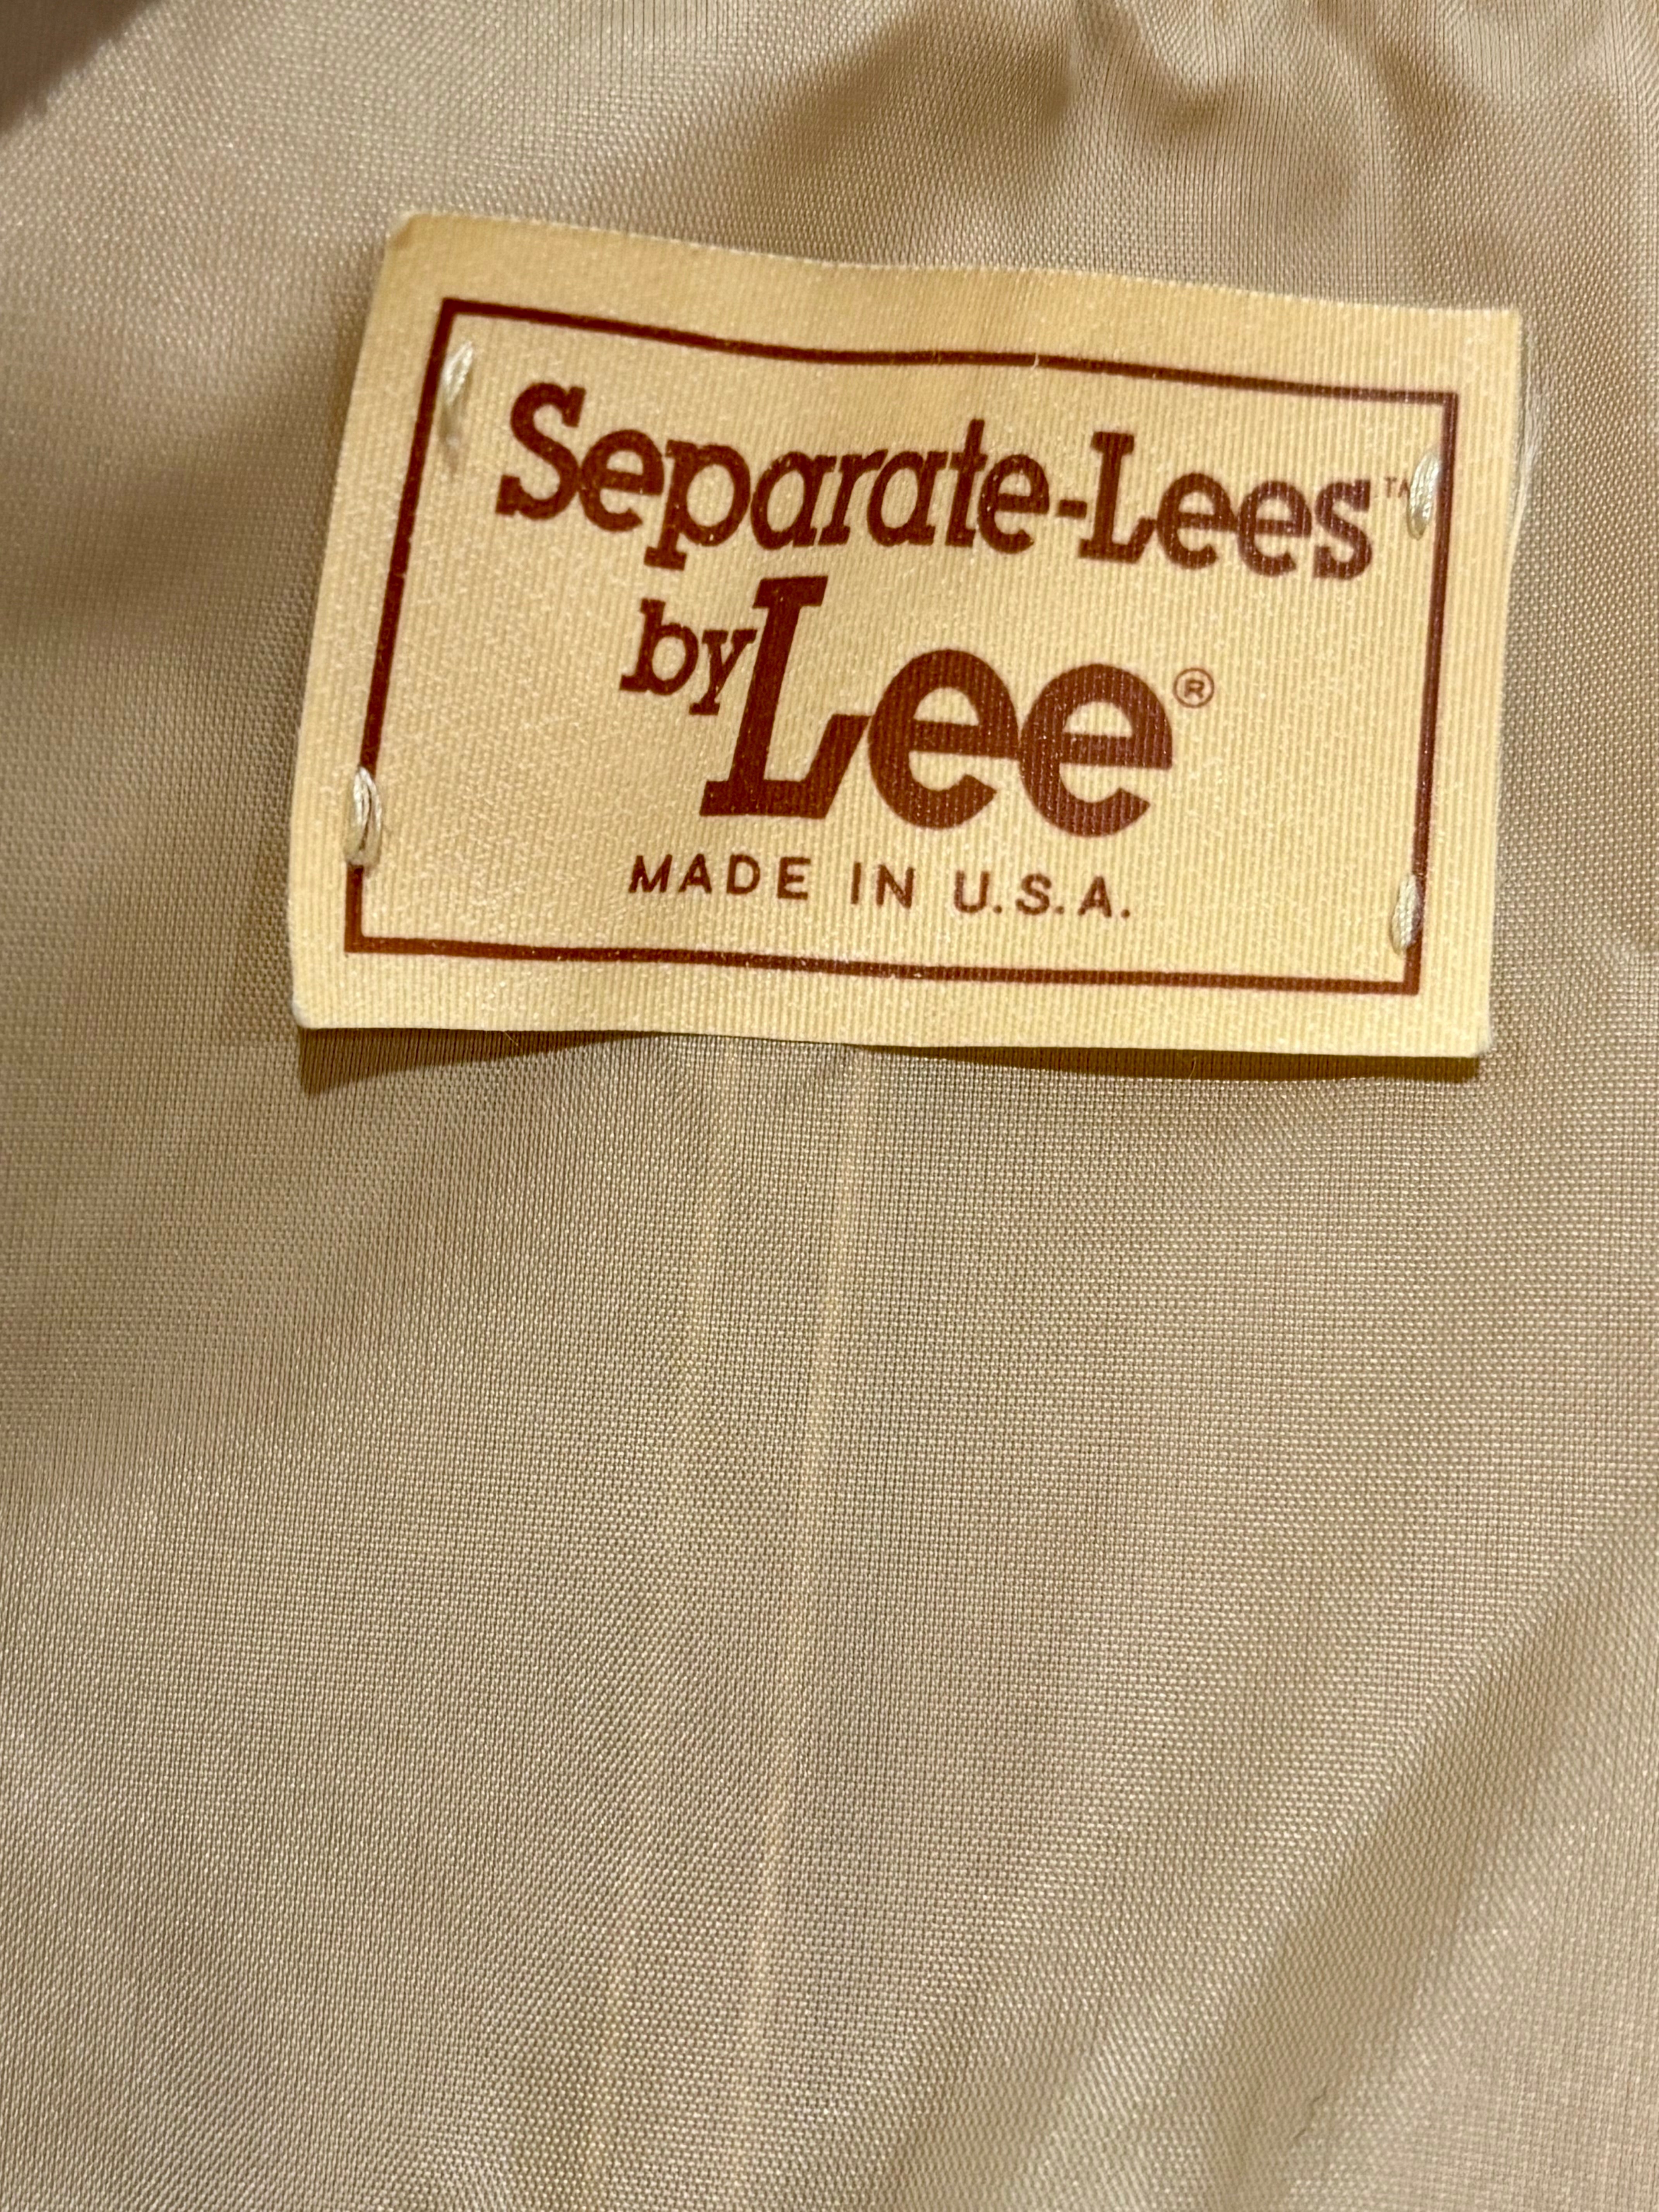 Separate-Lees™
by Lee®
MADE IN U.S.A.